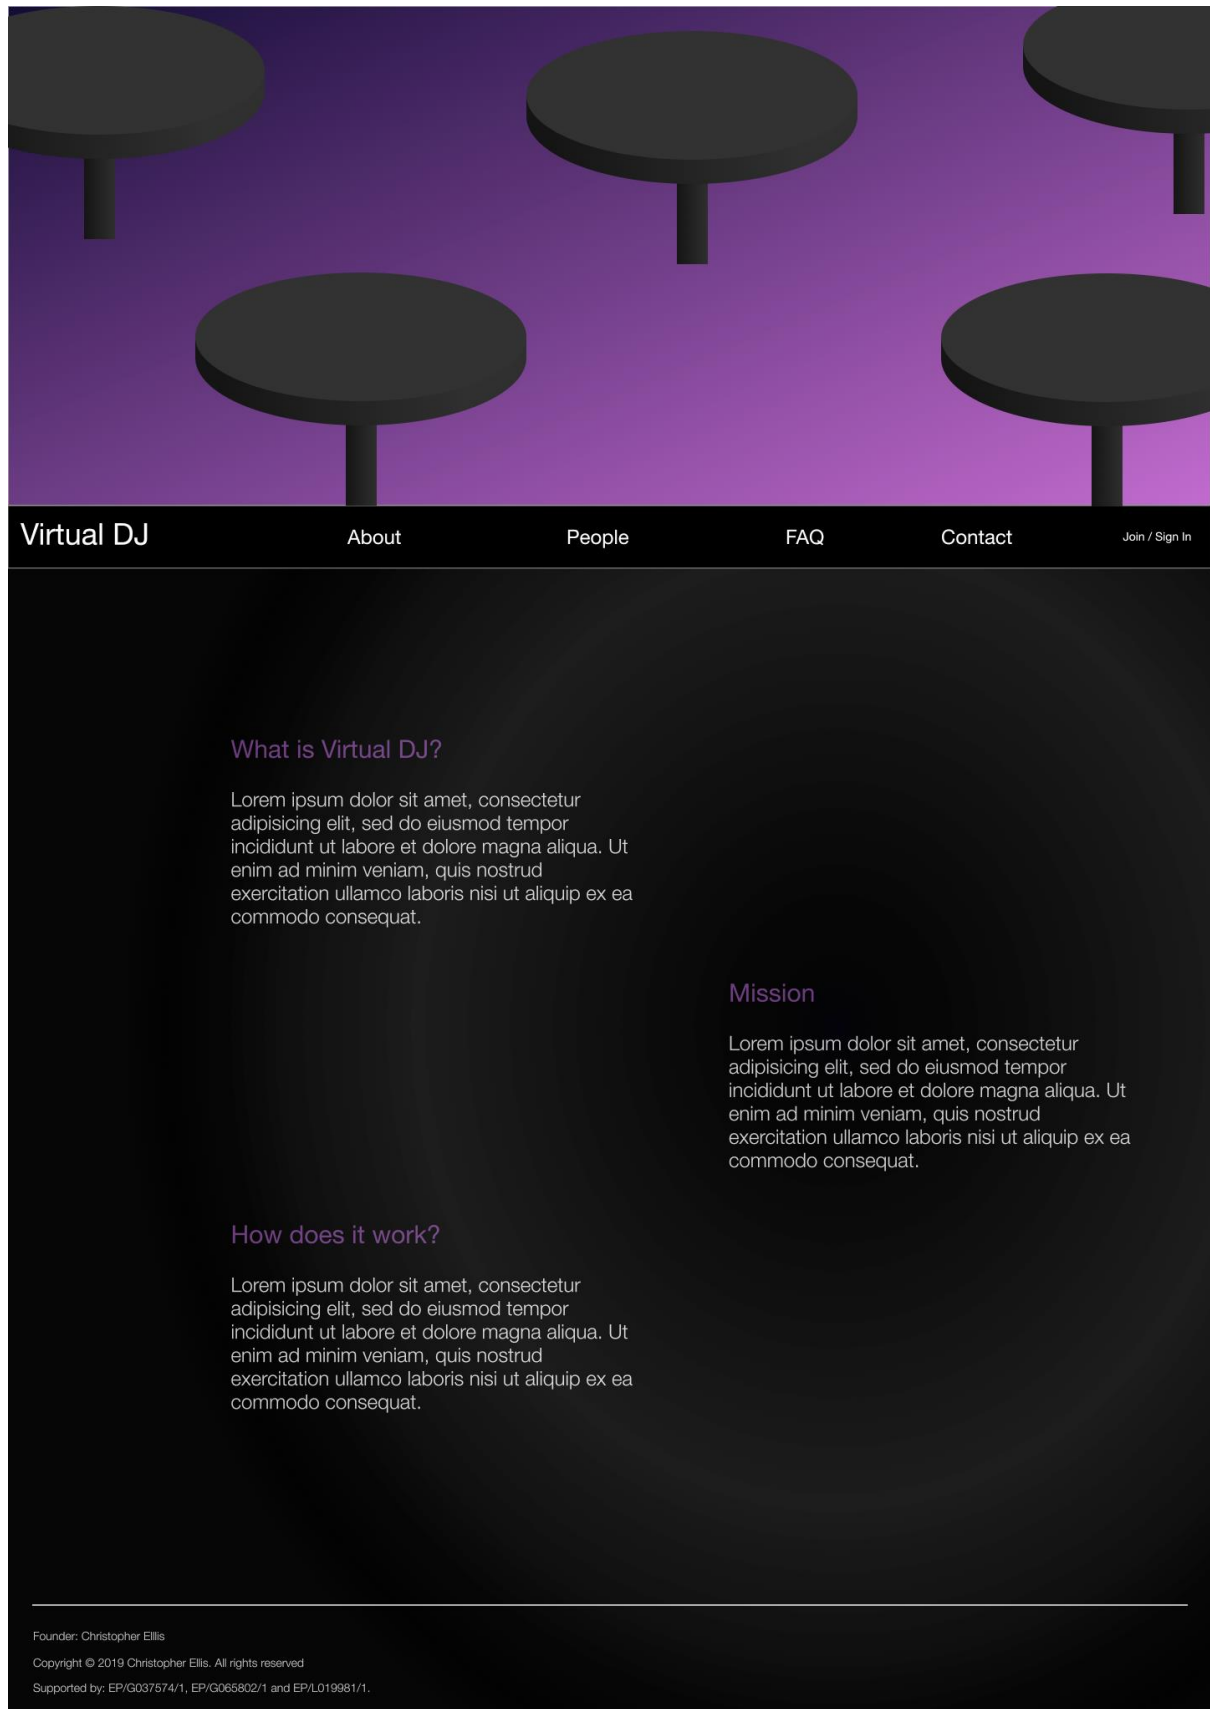 Virtual DJ
About
People
FAQ
Contact
Join / Sign In
What is Virtual DJ?
Lorem ipsum dolor sit amet, consectetur
adipisicing elit, sed do eiusmod tempor
incididunt ut labore et dolore magna aliqua. Ut
enim ad minim veniam, quis nostrud
exercitation ullamco laboris nisi ut aliquip ex ea
commodo consequat.
Mission
Lorem ipsum dolor sit amet, consectetur
adipisicing elit, sed do eiusmod tempor
incididunt ut labore et dolore magna aliqua. Ut
enim ad minim veniam, quis nostrud
exercitation ullamco laboris nisi ut aliquip ex ea
commodo consequat.
How does it work?
Lorem ipsum dolor sit amet, consectetur
adipisicing elit, sed do eiusmod tempor
incididunt ut labore et dolore magna aliqua. Ut
enim ad minim veniam, quis nostrud
exercitation ullamco laboris nisi ut aliquip ex ea
commodo consequat.
Founder: Christopher Elllis
Copyright © 2019 Christopher Ellis. All rights reserved
Supported by: EP/G037574/1, EP/G065802/1 and EP/L019981/1.